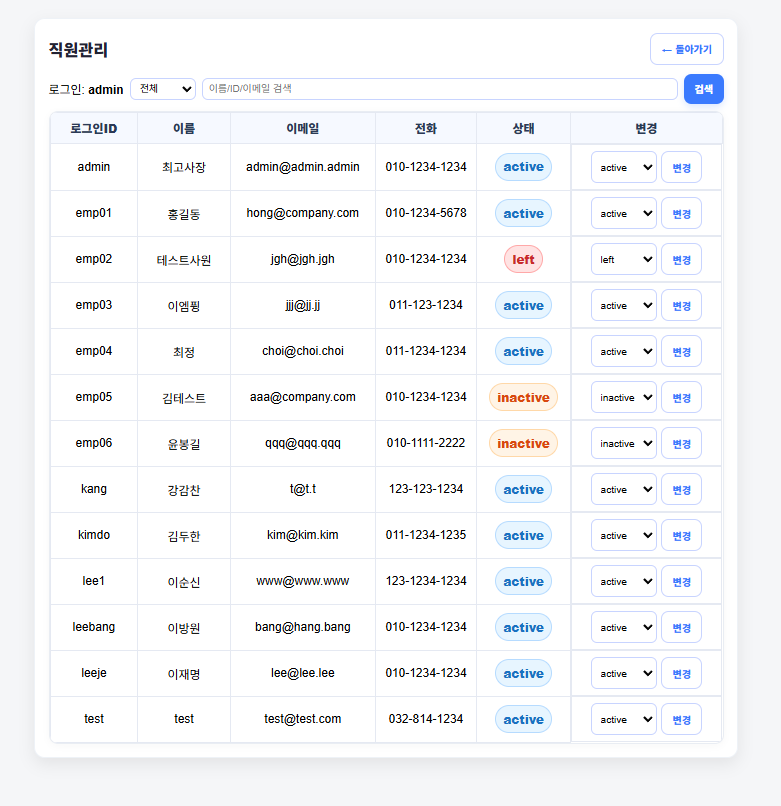 직원관리
← 돌아가기
로그인: admin 전체 이름/ID/이메일 검색 검색
로그인ID 이름 이메일 전화 상태 변경
admin 최고사장 admin@admin.admin 010-1234-1234 active active 변경
emp01 홍길동 hong@company.com 010-1234-5678 active active 변경
emp02 테스트사원 jgh@jgh.jgh 010-1234-1234 left left 변경
emp03 이엠핑 jjj@jj.jj 011-123-1234 active active 변경
emp04 최정 choi@choi.choi 011-1234-1234 active active 변경
emp05 김테스트 aaa@company.com 010-1234-1234 inactive inactive 변경
emp06 윤봉길 qqq@qqq.qqq 010-1111-2222 inactive inactive 변경
kang 강감찬 t@t.t 123-123-1234 active active 변경
kimdo 김두한 kim@kim.kim 011-1234-1235 active active 변경
lee1 이순신 www@www.www 123-1234-1234 active active 변경
leebang 이방원 bang@hang.bang 010-1234-1234 active active 변경
leeje 이재명 lee@lee.lee 010-1234-1234 active active 변경
test test test@test.com 032-814-1234 active active 변경